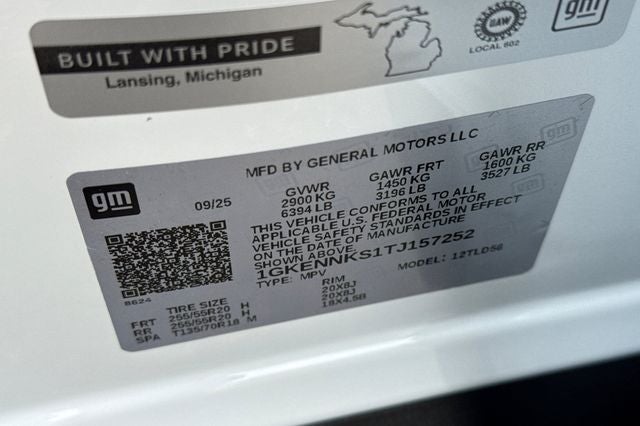 BUILT WITH PRIDE
Lansing, Michigan
UAW
LOCAL 602
gm
gm
MFD BY GENERAL MOTORS LLC
09/25
GVWR GAWR FRT GAWR RR
2900 KG 1450 KG 1600 KG
6394 LB 3196 LB 3527 LB
THIS VEHICLE CONFORMS TO ALL
APPLICABLE U.S. FEDERAL MOTOR
VEHICLE SAFETY STANDARDS IN EFFECT
ON THE DATE OF MANUFACTURE
SHOWN ABOVE.
1GKENNKS1TJ157252
TYPE: MPV MODEL: 12TLD56
8624
TIRE SIZE RIM
FRT 255/55R20 H 20X8J
RR 255/55R20 H 20X8J
SPA T135/70R18 M 18X4.5B